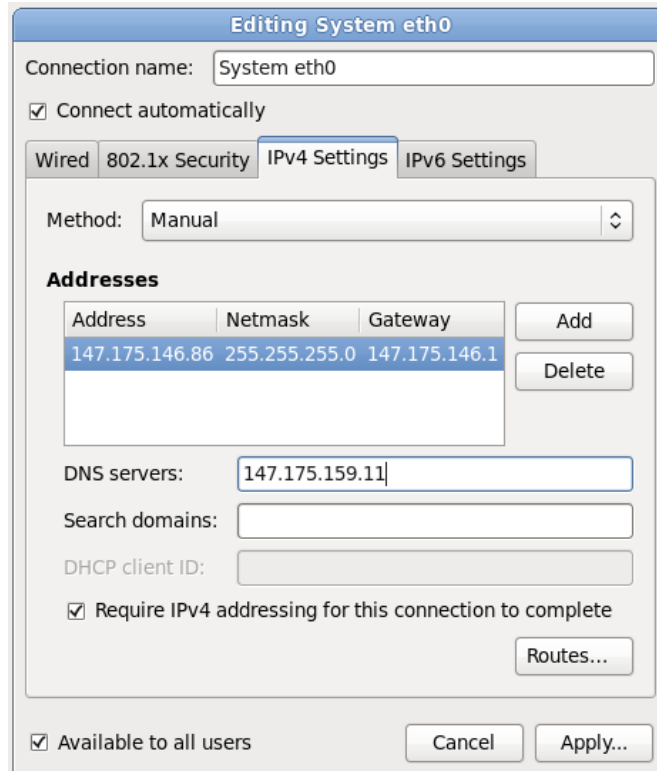 Editing System eth0
Connection name: System eth0
Connect automatically
Wired 802.1x Security IPv4 Settings IPv6 Settings
Method: Manual
Addresses
Address Netmask Gateway Add
147.175.146.86 255.255.255.0 147.175.146.1
Delete
DNS servers: 147.175.159.11
Search domains:
DHCP client ID:
Require IPv4 addressing for this connection to complete
Routes...
Available to all users Cancel Apply...